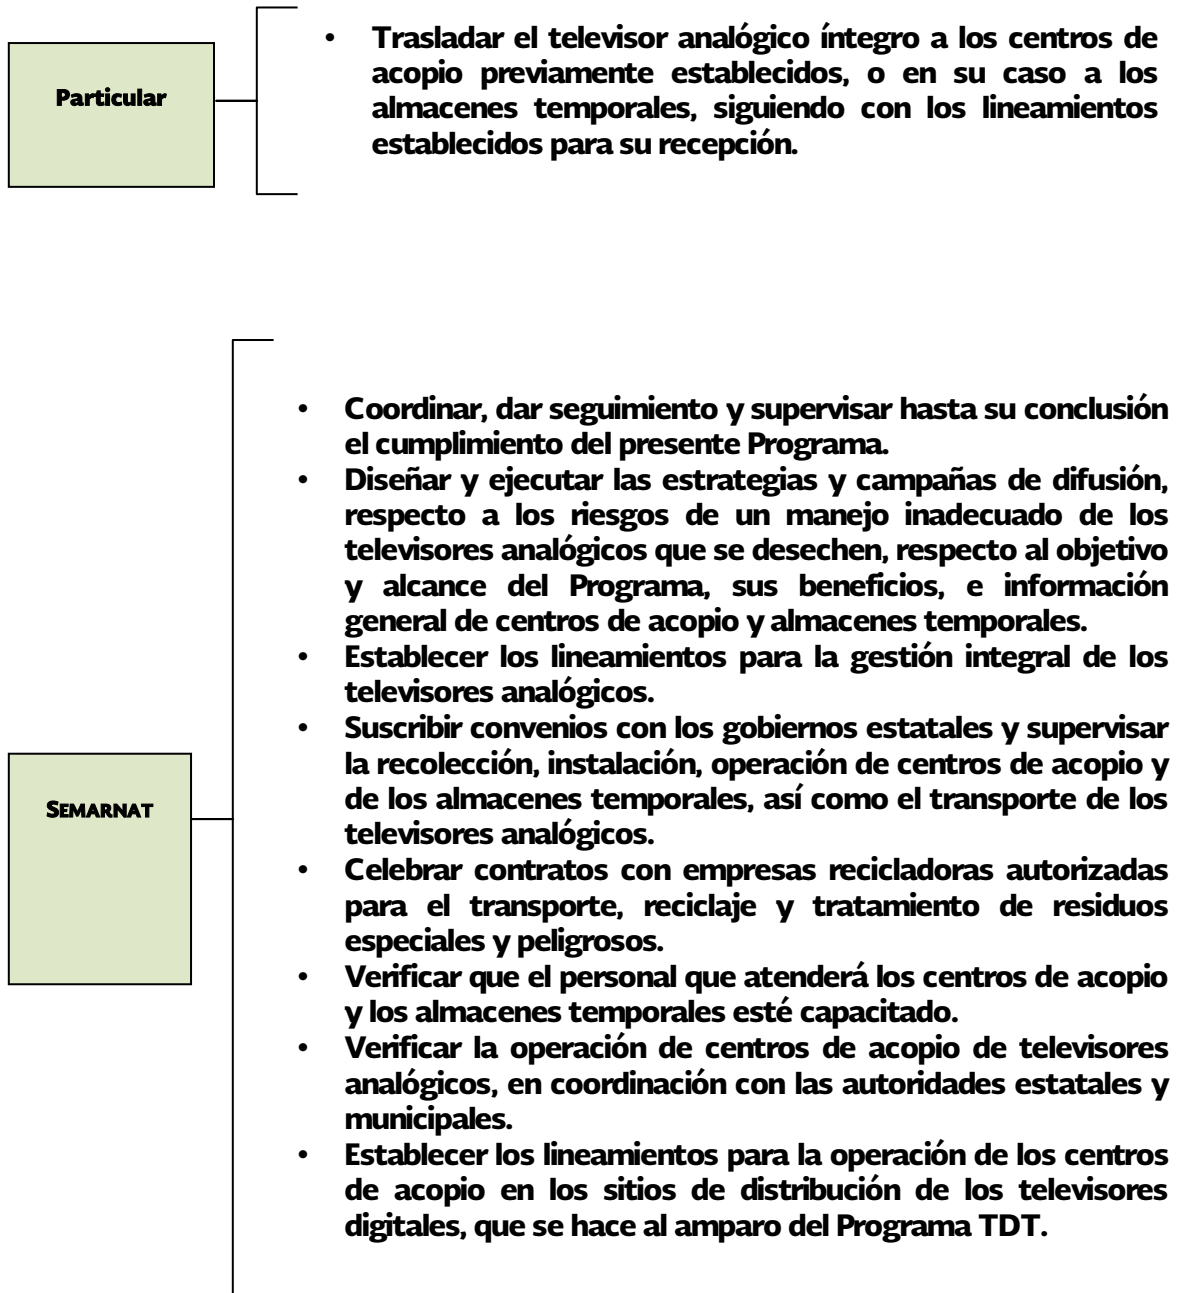 Particular
• Trasladar el televisor analógico íntegro a los centros de
acopio previamente establecidos, o en su caso a los
almacenes temporales, siguiendo con los lineamientos
establecidos para su recepción.
SEMARNAT
• Coordinar, dar seguimiento y supervisar hasta su conclusión
el cumplimiento del presente Programa.
• Diseñar y ejecutar las estrategias y campañas de difusión,
respecto a los riesgos de un manejo inadecuado de los
televisores analógicos que se desechen, respecto al objetivo
y alcance del Programa, sus beneficios, e información
general de centros de acopio y almacenes temporales.
• Establecer los lineamientos para la gestión integral de los
televisores analógicos.
• Suscribir convenios con los gobiernos estatales y supervisar
la recolección, instalación, operación de centros de acopio y
de los almacenes temporales, así como el transporte de los
televisores analógicos.
• Celebrar contratos con empresas recicladoras autorizadas
para el transporte, reciclaje y tratamiento de residuos
especiales y peligrosos.
• Verificar que el personal que atenderá los centros de acopio
y los almacenes temporales esté capacitado.
• Verificar la operación de centros de acopio de televisores
analógicos, en coordinación con las autoridades estatales y
municipales.
• Establecer los lineamientos para la operación de los centros
de acopio en los sitios de distribución de los televisores
digitales, que se hace al amparo del Programa TDT.